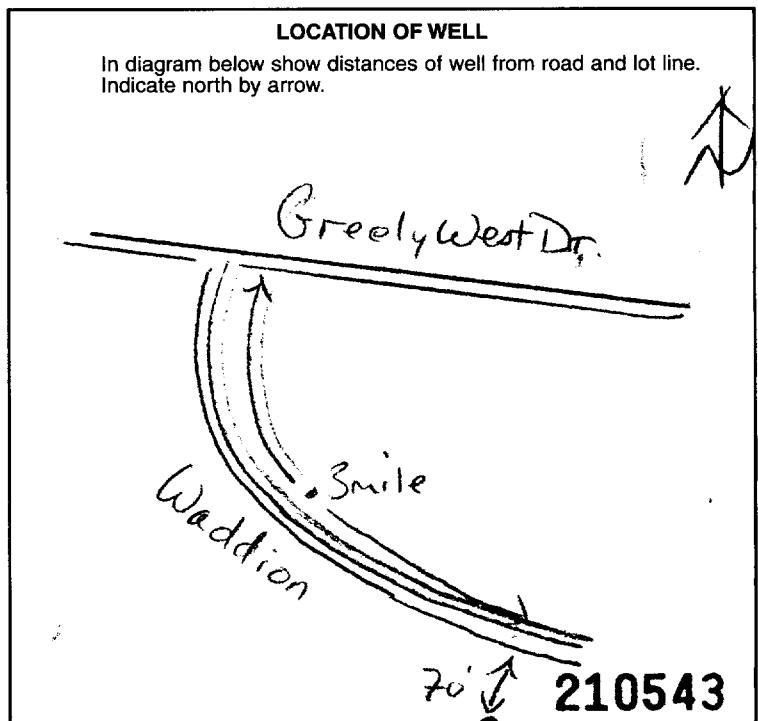 LOCATION OF WELL
In diagram below show distances of well from road and lot line.
Indicate north by arrow.
N
Greely West Dr.
.3mile
Waddion
70'
210543